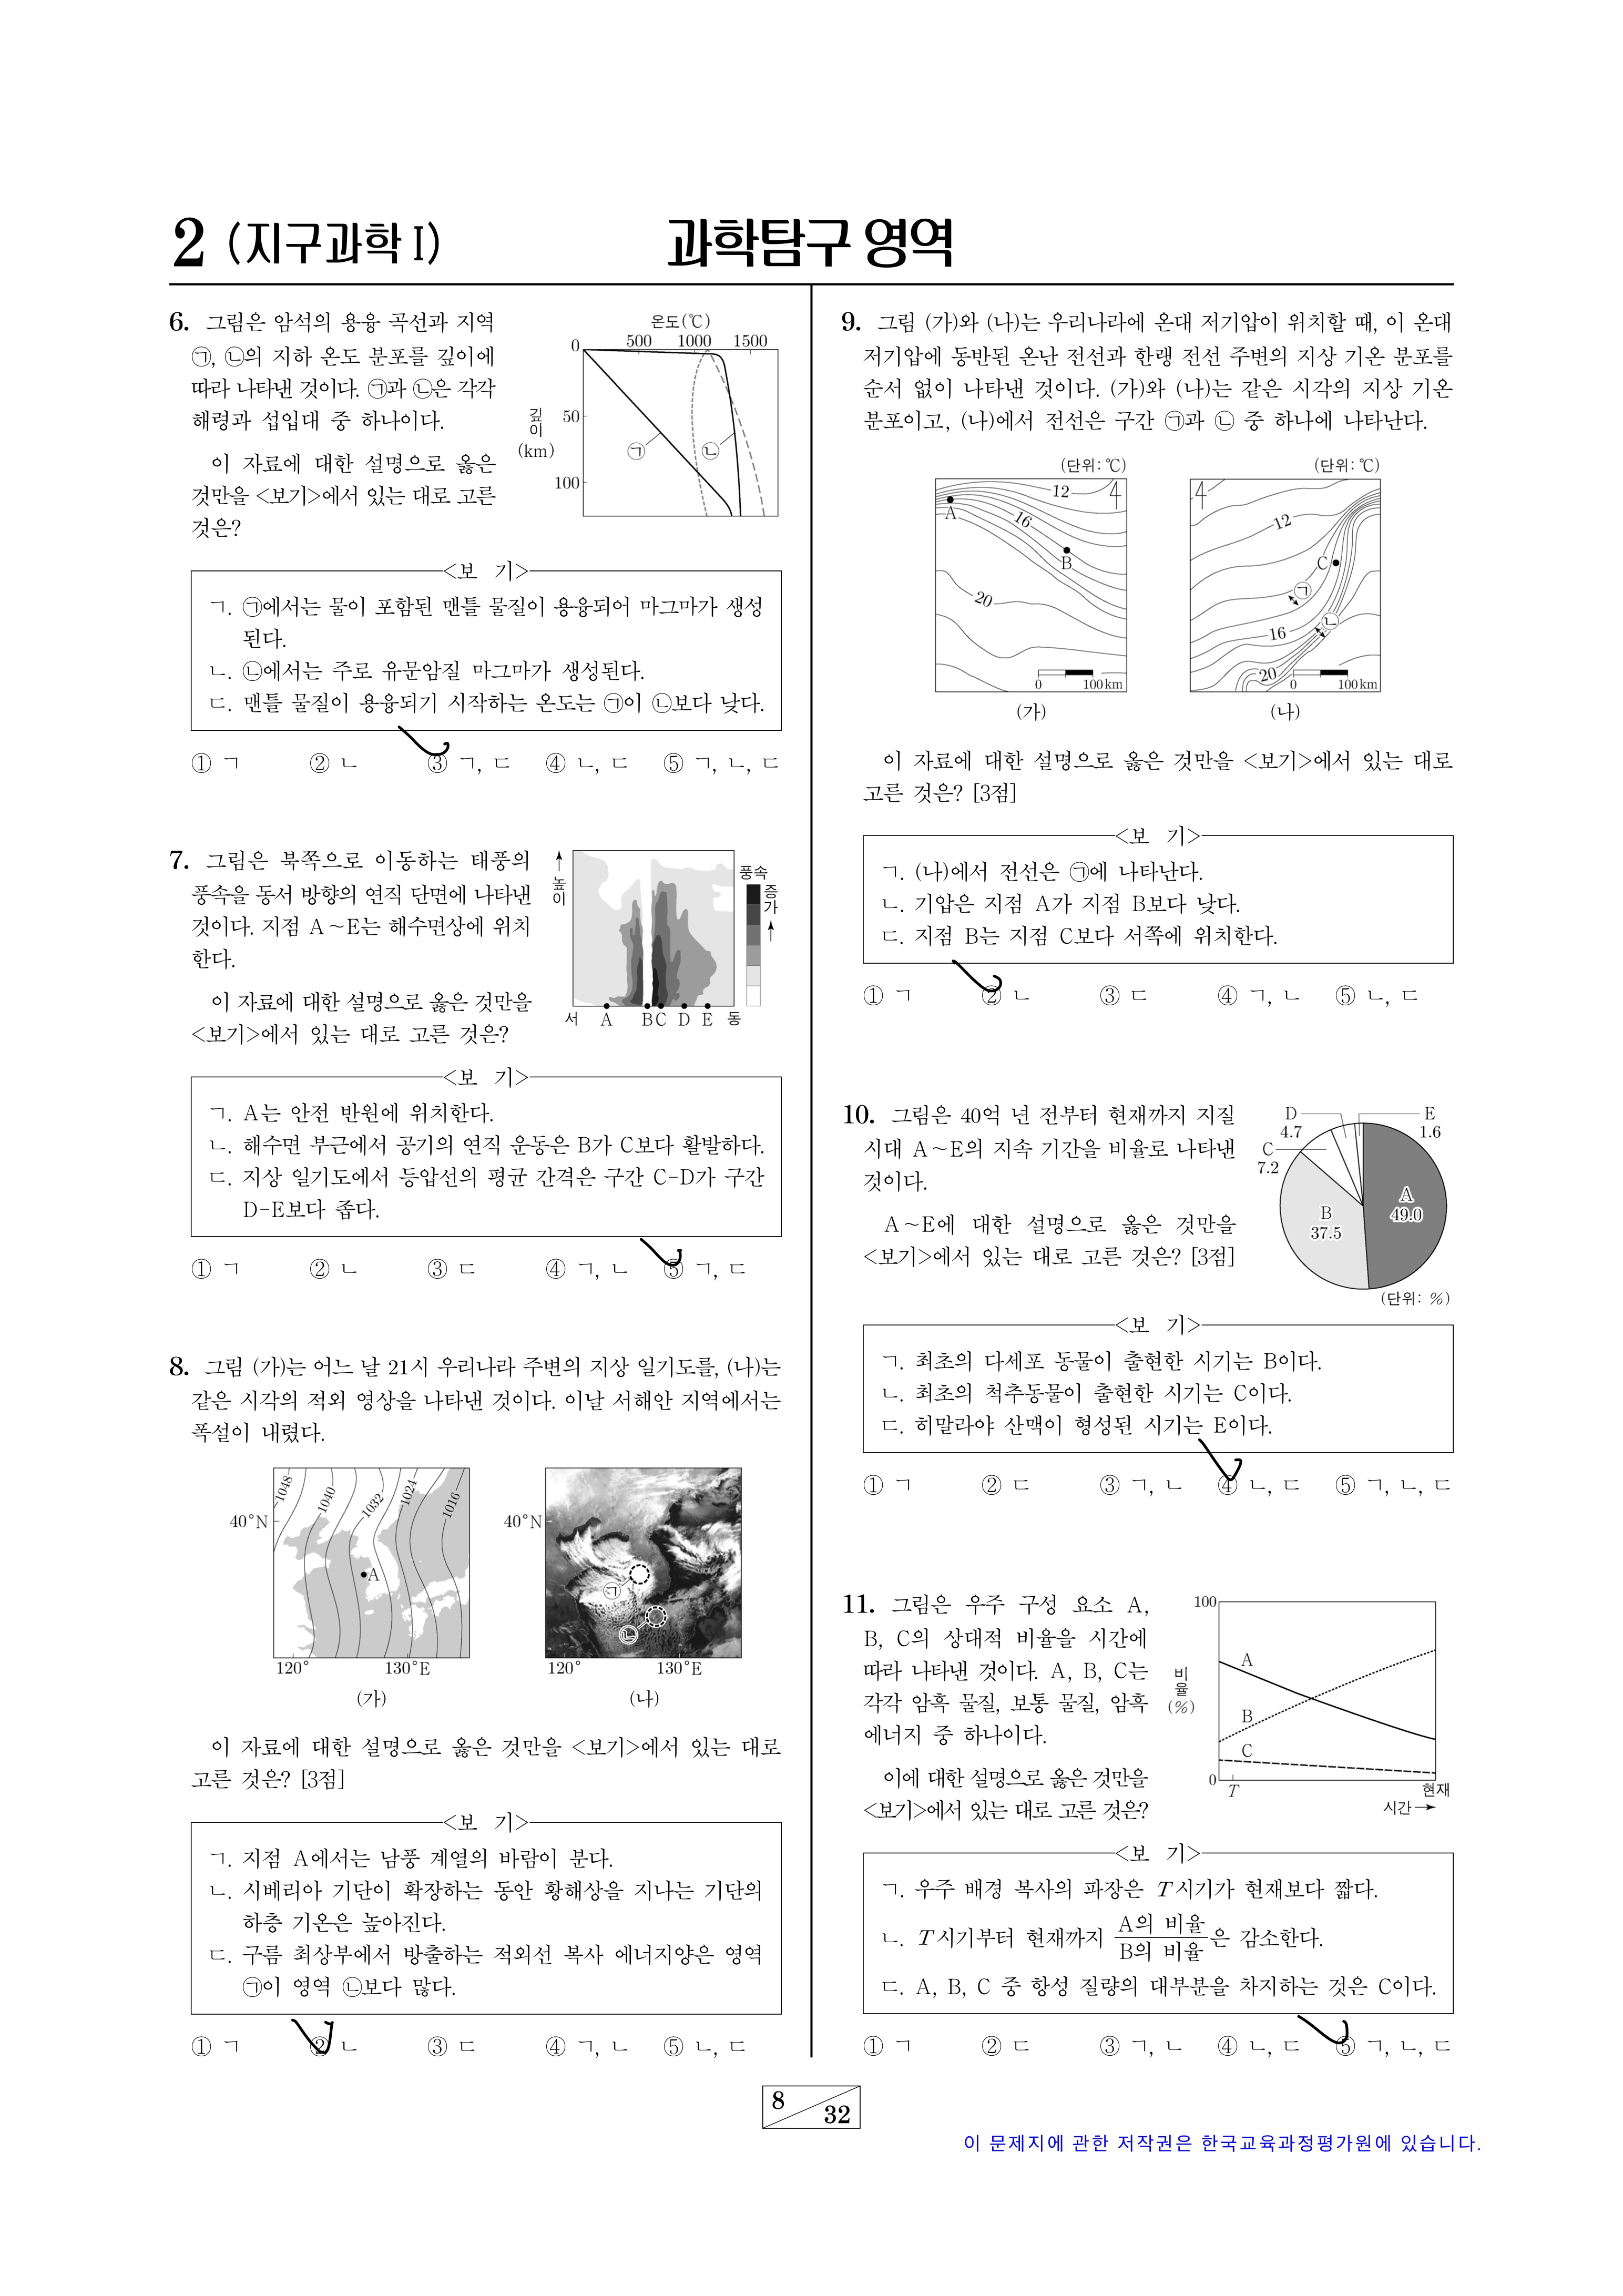 2 (지구과학 I)
과학탐구 영역
6. 그림은 암석의 용융 곡선과 지역
㉠, ㉡의 지하 온도 분포를 깊이에
따라 나타낸 것이다. ㉠과 ㉡은 각각
해령과 섭입대 중 하나이다.
이 자료에 대한 설명으로 옳은
것만을 <보기>에서 있는 대로 고른
것은?
온도(℃)
0 500 1000 1500
깊이
(km)
50
100
㉠ ㉡
<보 기>
ㄱ. ㉠에서는 물이 포함된 맨틀 물질이 용융되어 마그마가 생성
된다.
ㄴ. ㉡에서는 주로 유문암질 마그마가 생성된다.
ㄷ. 맨틀 물질이 용융되기 시작하는 온도는 ㉠이 ㉡보다 낮다.
① ㄱ ② ㄴ ③ ㄱ, ㄷ ④ ㄴ, ㄷ ⑤ ㄱ, ㄴ, ㄷ
7. 그림은 북쪽으로 이동하는 태풍의
풍속을 동서 방향의 연직 단면에 나타낸
것이다. 지점 A~E는 해수면상에 위치
한다.
이 자료에 대한 설명으로 옳은 것만을
<보기>에서 있는 대로 고른 것은?
높이
풍속
증가
서 A B C D E 동
<보 기>
ㄱ. A는 안전 반원에 위치한다.
ㄴ. 해수면 부근에서 공기의 연직 운동은 B가 C보다 활발하다.
ㄷ. 지상 일기도에서 등압선의 평균 간격은 구간 C-D가 구간
D-E보다 좁다.
① ㄱ ② ㄴ ③ ㄷ ④ ㄱ, ㄴ ⑤ ㄱ, ㄷ
8. 그림 (가)는 어느 날 21시 우리나라 주변의 지상 일기도를, (나)는
같은 시각의 적외 영상을 나타낸 것이다. 이날 서해안 지역에서는
폭설이 내렸다.
1048 1040 1032 1024 1016
40°N
A
120° 130°E
(가)
40°N
㉠
㉡
120° 130°E
(나)
이 자료에 대한 설명으로 옳은 것만을 <보기>에서 있는 대로
고른 것은? [3점]
<보 기>
ㄱ. 지점 A에서는 남풍 계열의 바람이 분다.
ㄴ. 시베리아 기단이 확장하는 동안 황해상을 지나는 기단의
하층 기온은 높아진다.
ㄷ. 구름 최상부에서 방출하는 적외선 복사 에너지양은 영역
㉠이 영역 ㉡보다 많다.
① ㄱ ② ㄴ ③ ㄷ ④ ㄱ, ㄴ ⑤ ㄴ, ㄷ
9. 그림 (가)와 (나)는 우리나라에 온대 저기압이 위치할 때, 이 온대
저기압에 동반된 온난 전선과 한랭 전선 주변의 지상 기온 분포를
순서 없이 나타낸 것이다. (가)와 (나)는 같은 시각의 지상 기온
분포이고, (나)에서 전선은 구간 ㉠과 ㉡ 중 하나에 나타난다.
(단위: ℃)
12
A
16
B
20
0 100km
(가)
(단위: ℃)
12
C
㉠
㉡
16
20
0 100km
(나)
이 자료에 대한 설명으로 옳은 것만을 <보기>에서 있는 대로
고른 것은? [3점]
<보 기>
ㄱ. (나)에서 전선은 ㉠에 나타난다.
ㄴ. 기압은 지점 A가 지점 B보다 낮다.
ㄷ. 지점 B는 지점 C보다 서쪽에 위치한다.
① ㄱ ② ㄴ ③ ㄷ ④ ㄱ, ㄴ ⑤ ㄴ, ㄷ
10. 그림은 40억 년 전부터 현재까지 지질
시대 A~E의 지속 기간을 비율로 나타낸
것이다.
A~E에 대한 설명으로 옳은 것만을
<보기>에서 있는 대로 고른 것은? [3점]
D
4.7
E
1.6
C
7.2
A
49.0
B
37.5
(단위: %)
<보 기>
ㄱ. 최초의 다세포 동물이 출현한 시기는 B이다.
ㄴ. 최초의 척추동물이 출현한 시기는 C이다.
ㄷ. 히말라야 산맥이 형성된 시기는 E이다.
① ㄱ ② ㄷ ③ ㄱ, ㄴ ④ ㄴ, ㄷ ⑤ ㄱ, ㄴ, ㄷ
11. 그림은 우주 구성 요소 A,
B, C의 상대적 비율을 시간에
따라 나타낸 것이다. A, B, C는
각각 암흑 물질, 보통 물질, 암흑
에너지 중 하나이다.
이에 대한 설명으로 옳은 것만을
<보기>에서 있는 대로 고른 것은?
100
비율
(%)
A
B
C
0
T 현재
시간
<보 기>
ㄱ. 우주 배경 복사의 파장은 T시기가 현재보다 짧다.
ㄴ. T시기부터 현재까지 A의 비율/B의 비율은 감소한다.
ㄷ. A, B, C 중 항성 질량의 대부분을 차지하는 것은 C이다.
① ㄱ ② ㄷ ③ ㄱ, ㄴ ④ ㄴ, ㄷ ⑤ ㄱ, ㄴ, ㄷ
8 32
이 문제지에 관한 저작권은 한국교육과정평가원에 있습니다.